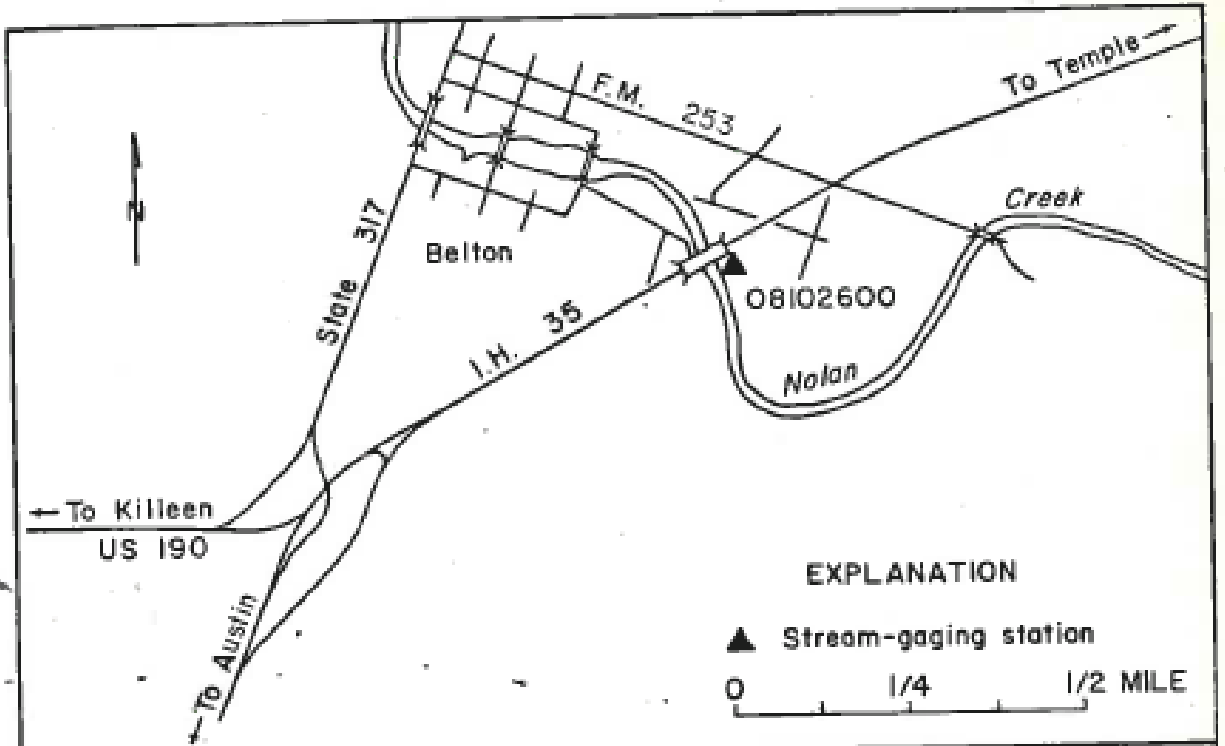 To Temple
F.M. 253
N
Creek
State 317
Belton
08102600
I.H. 35
Nolan
To Killeen
US 190
To Austin
EXPLANATION
Stream-gaging station
0 1/4 1/2 MILE